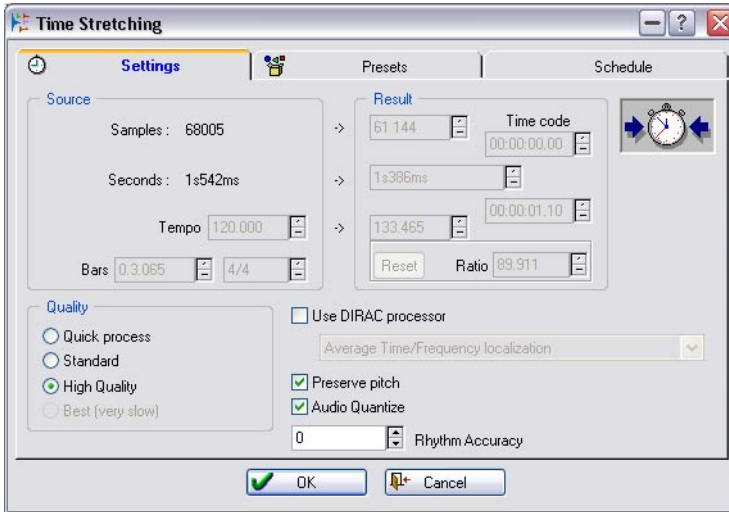 Time Stretching
Settings
Presets
Schedule
Source
Samples : 68005
Seconds : 1s542ms
Tempo 120.000
Bars 0.3.065 4/4
->
->
->
Result
61 144
Time code
00:00:00.00
1s386ms
00:00:01.10
133.465
Reset
Ratio 89.911
Quality
Quick process
Standard
High Quality
Best (very slow)
Use DIRAC processor
Average Time/Frequency localization
Preserve pitch
Audio Quantize
0 Rhythm Accuracy
OK
Cancel